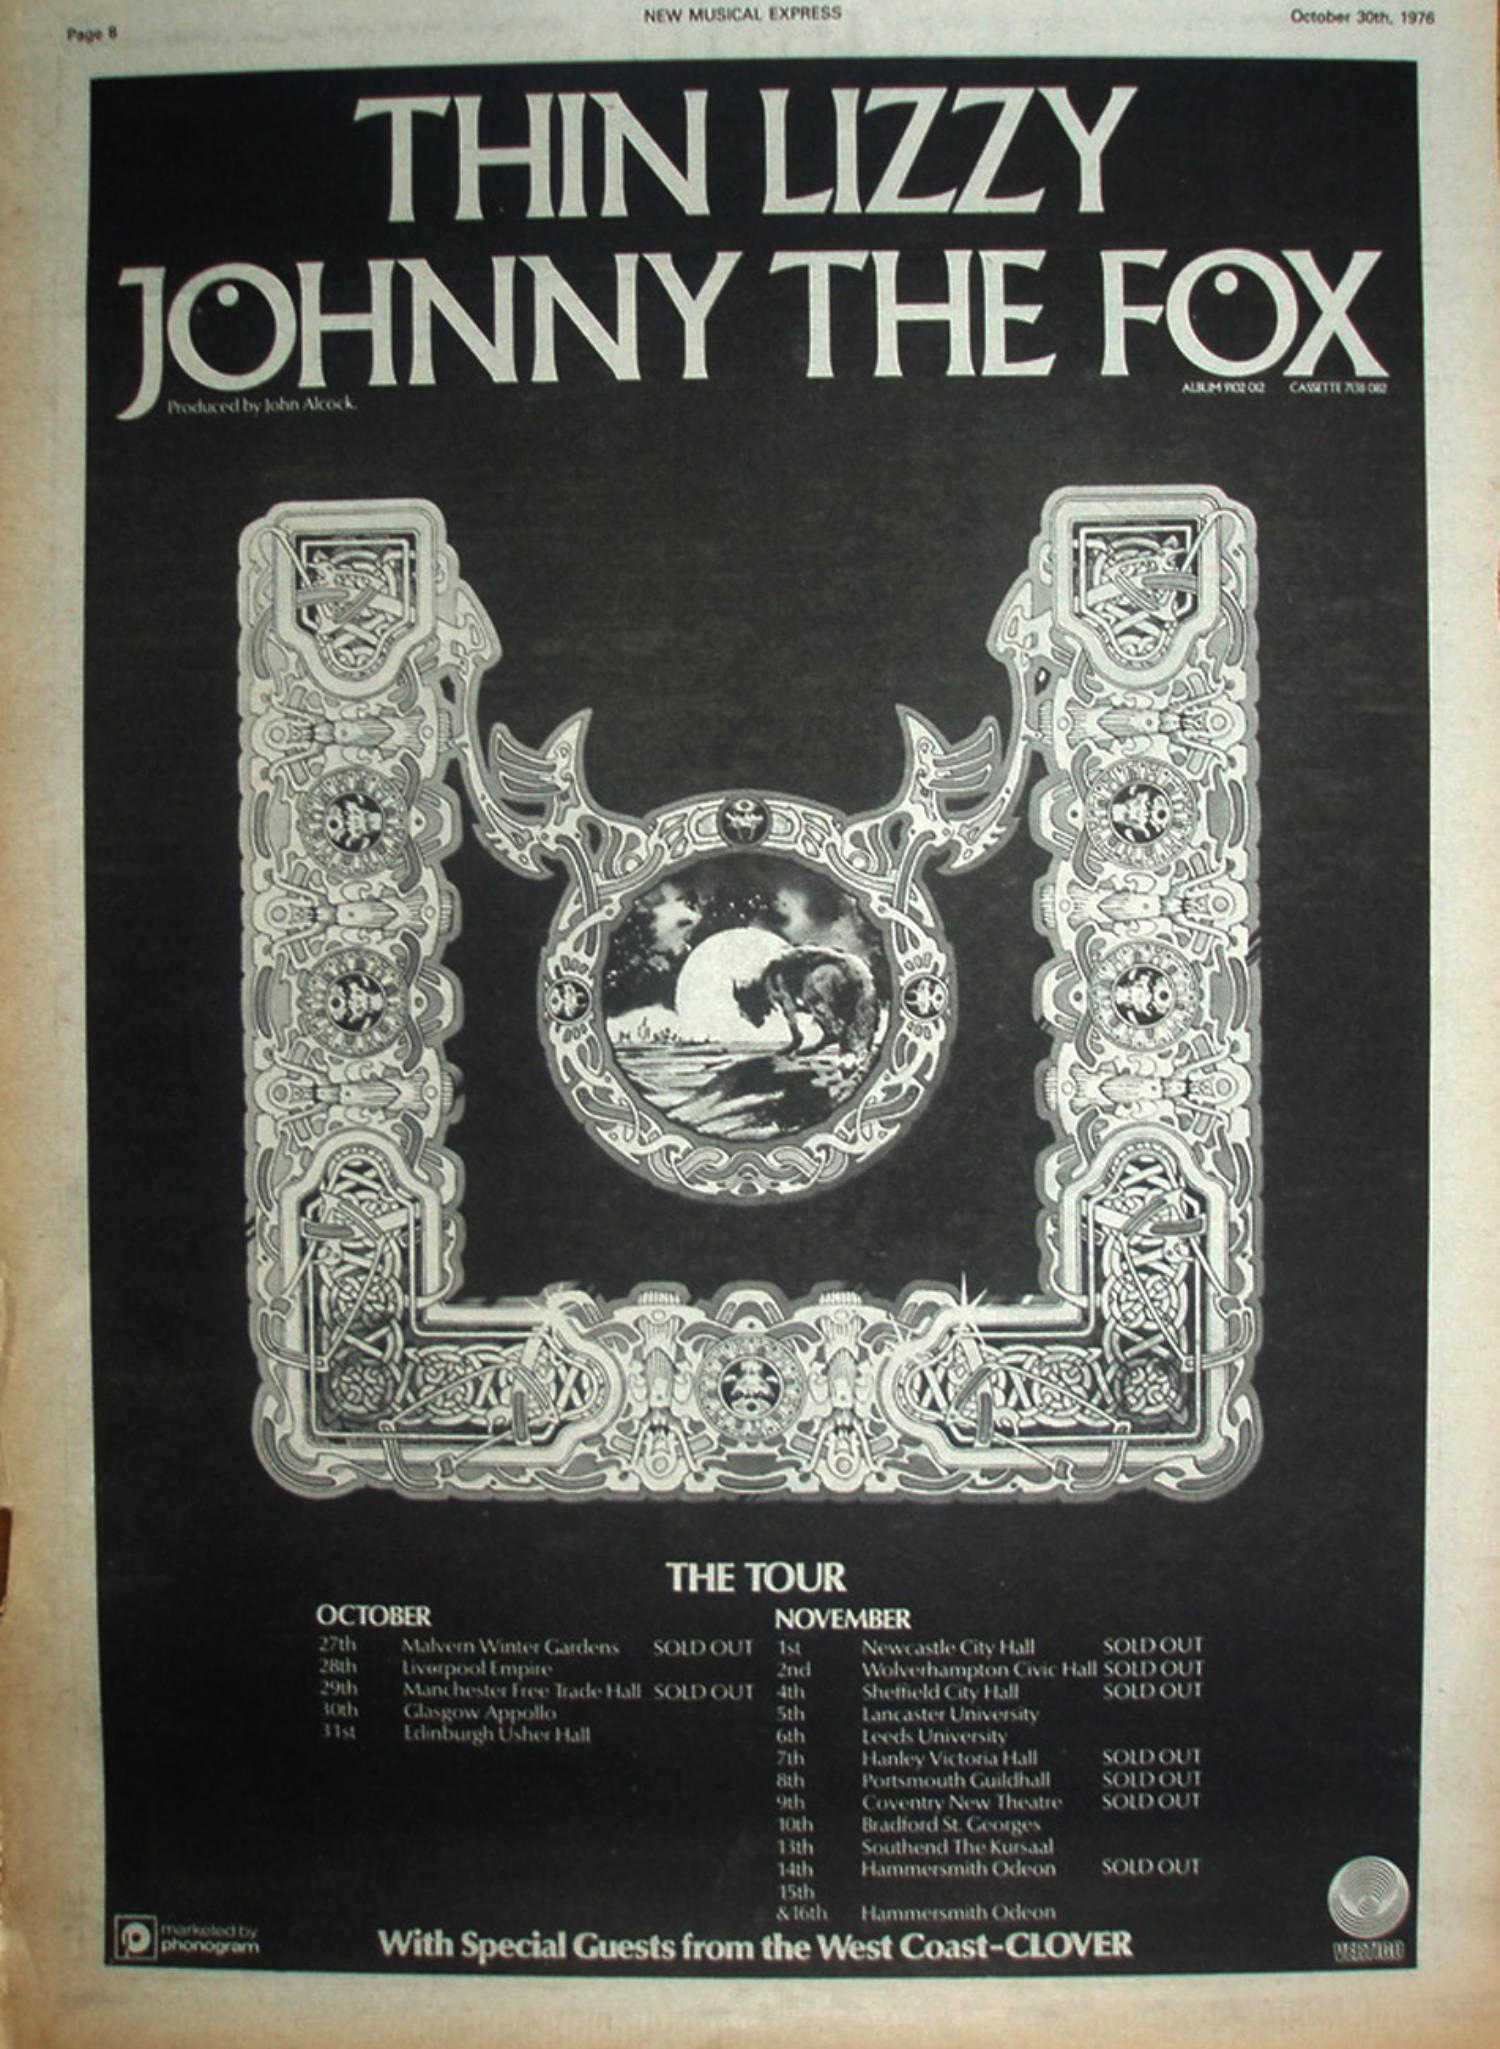 Page 8
NEW MUSICAL EXPRESS
October 30th, 1976
THIN LIZZY
JOHNNY THE FOX
Produced by John Alcock.
ALBUM 9102 012 CASSETTE 7138 082
THE TOUR
OCTOBER
27th Malvern Winter Gardens SOLD OUT
28th Liverpool Empire
29th Manchester Free Trade Hall SOLD OUT
30th Glasgow Appollo
31st Edinburgh Usher Hall
NOVEMBER
1st Newcastle City Hall SOLD OUT
2nd Wolverhampton Civic Hall SOLD OUT
4th Sheffield City Hall SOLD OUT
5th Lancaster University
6th Leeds University
7th Hanley Victoria Hall SOLD OUT
8th Portsmouth Guildhall SOLD OUT
9th Coventry New Theatre SOLD OUT
10th Bradford St. Georges
13th Southend The Kursaal
14th Hammersmith Odeon SOLD OUT
15th
&16th Hammersmith Odeon
With Special Guests from the West Coast-CLOVER
marketed by
phonogram
VERTIGO